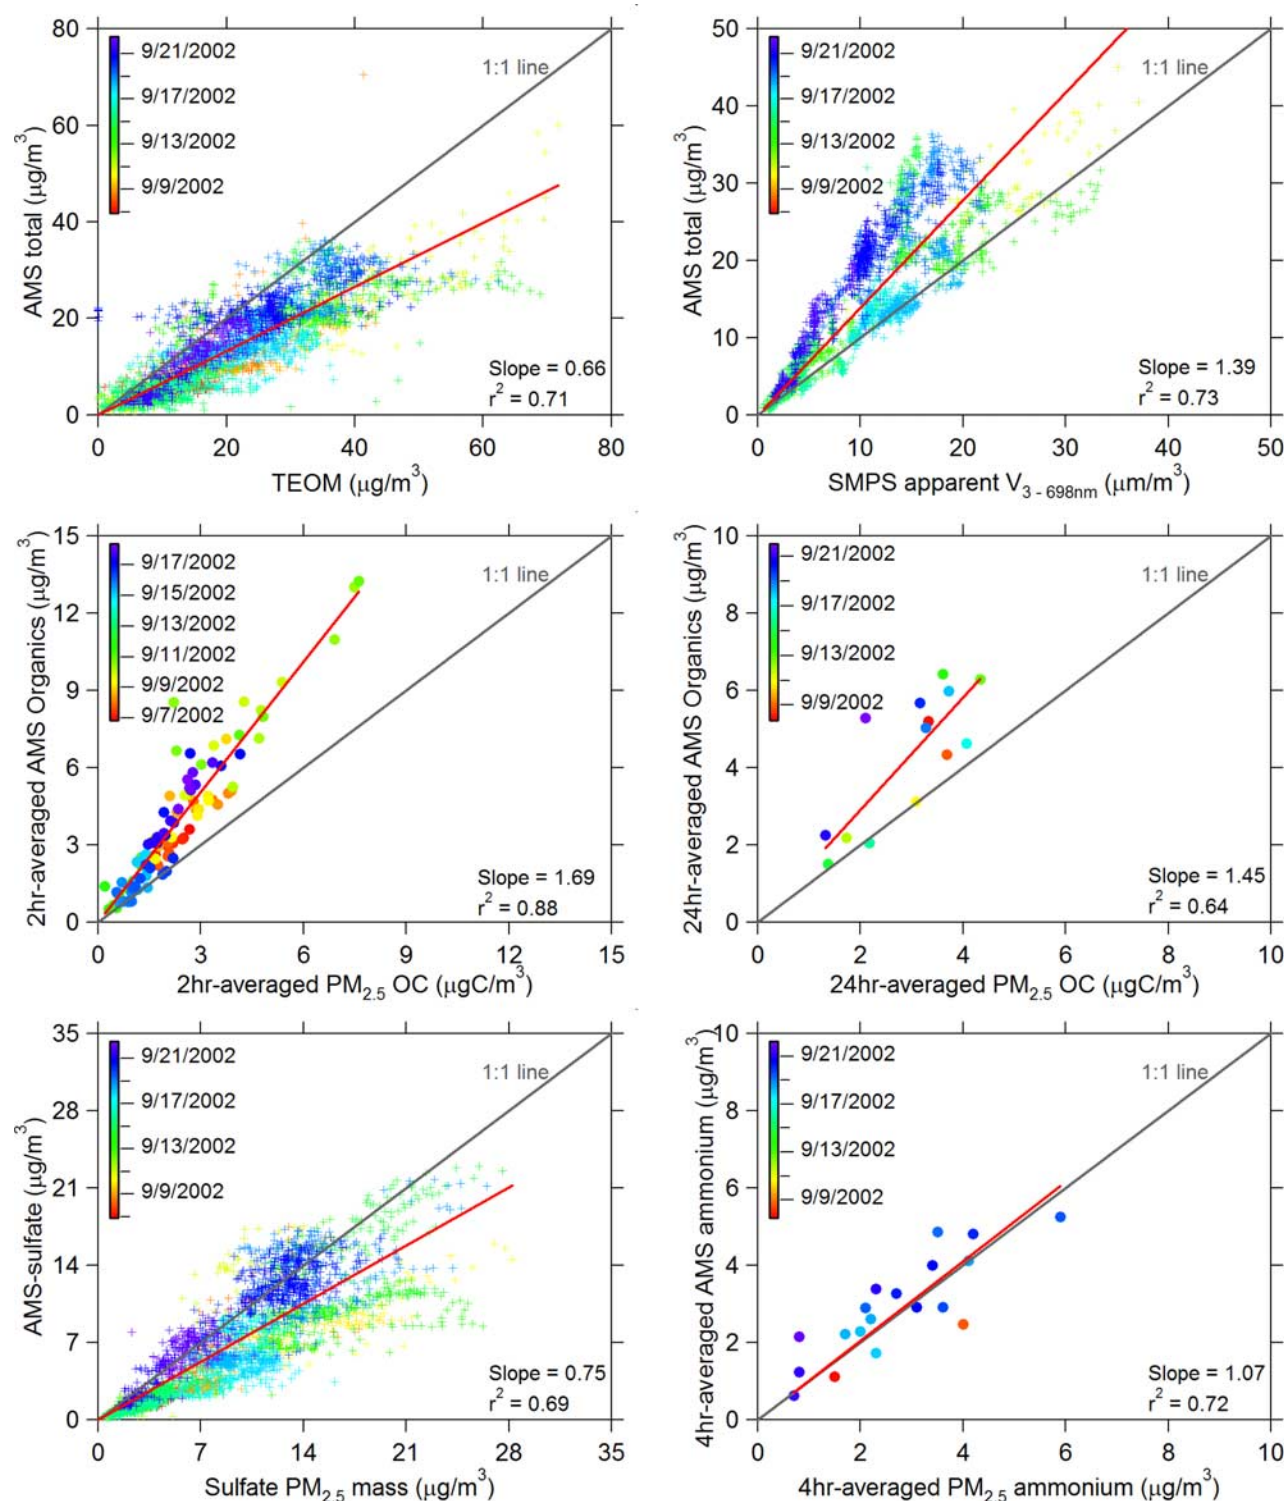 80
60
40
20
0
AMS total (μg/m³)
9/21/2002
9/17/2002
9/13/2002
9/9/2002
1:1 line
Slope = 0.66
r² = 0.71
0 20 40 60 80
TEOM (μg/m³)
50
40
30
20
10
0
AMS total (μg/m³)
9/21/2002
9/17/2002
9/13/2002
9/9/2002
1:1 line
Slope = 1.39
r² = 0.73
0 10 20 30 40 50
SMPS apparent V₃ - ₆₉₈nm (μm/m³)
15
12
9
6
3
0
2hr-averaged AMS Organics (μg/m³)
9/17/2002
9/15/2002
9/13/2002
9/11/2002
9/9/2002
9/7/2002
1:1 line
Slope = 1.69
r² = 0.88
0 3 6 9 12 15
2hr-averaged PM₂.₅ OC (μgC/m³)
10
8
6
4
2
0
24hr-averaged AMS Organics (μg/m³)
9/21/2002
9/17/2002
9/13/2002
9/9/2002
1:1 line
Slope = 1.45
r² = 0.64
0 2 4 6 8 10
24hr-averaged PM₂.₅ OC (μgC/m³)
35
28
21
14
7
0
AMS-sulfate (μg/m³)
9/21/2002
9/17/2002
9/13/2002
9/9/2002
1:1 line
Slope = 0.75
r² = 0.69
0 7 14 21 28 35
Sulfate PM₂.₅ mass (μg/m³)
10
8
6
4
2
0
4hr-averaged AMS ammonium (μg/m³)
9/21/2002
9/17/2002
9/13/2002
9/9/2002
1:1 line
Slope = 1.07
r² = 0.72
0 2 4 6 8 10
4hr-averaged PM₂.₅ ammonium (μg/m³)